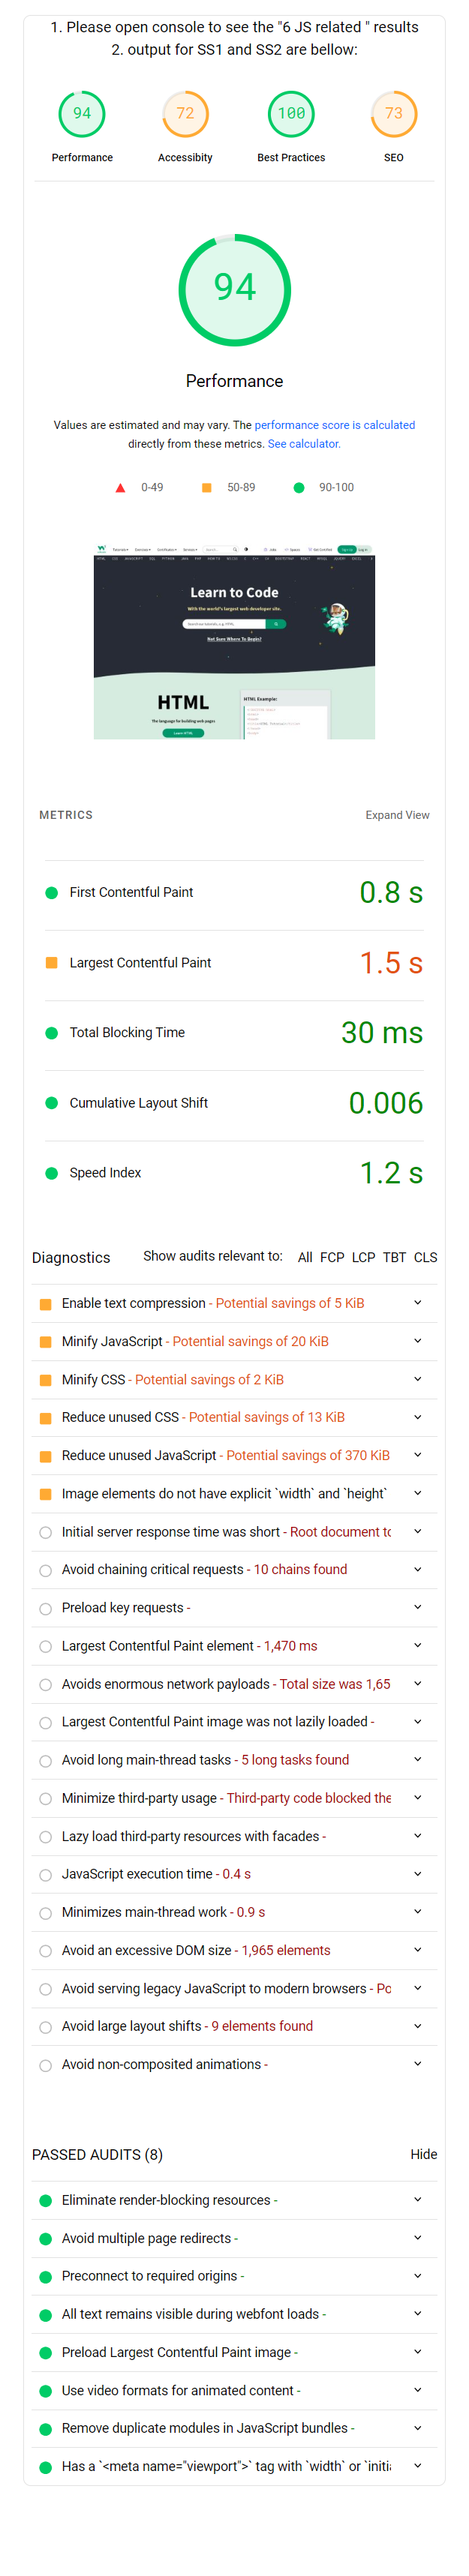 1. Please open console to see the "6 JS related " results
2. output for SS1 and SS2 are bellow:
94 72 100 73
Performance Accessibity Best Practices SEO
94
Performance
Values are estimated and may vary. The performance score is calculated
directly from these metrics. See calculator.
0-49 50-89 90-100
Learn to Code
With the world's largest web developer site.
Not Sure Where To Begin?
HTML
HTML Example:
The language for building web pages
Learn HTML
METRICS Expand View
First Contentful Paint 0.8 s
Largest Contentful Paint 1.5 s
Total Blocking Time 30 ms
Cumulative Layout Shift 0.006
Speed Index 1.2 s
Diagnostics Show audits relevant to: All FCP LCP TBT CLS
Enable text compression - Potential savings of 5 KiB
Minify JavaScript - Potential savings of 20 KiB
Minify CSS - Potential savings of 2 KiB
Reduce unused CSS - Potential savings of 13 KiB
Reduce unused JavaScript - Potential savings of 370 KiB
Image elements do not have explicit `width` and `height`
Initial server response time was short - Root document to
Avoid chaining critical requests - 10 chains found
Preload key requests -
Largest Contentful Paint element - 1,470 ms
Avoids enormous network payloads - Total size was 1,65
Largest Contentful Paint image was not lazily loaded -
Avoid long main-thread tasks - 5 long tasks found
Minimize third-party usage - Third-party code blocked the
Lazy load third-party resources with facades -
JavaScript execution time - 0.4 s
Minimizes main-thread work - 0.9 s
Avoid an excessive DOM size - 1,965 elements
Avoid serving legacy JavaScript to modern browsers - Po
Avoid large layout shifts - 9 elements found
Avoid non-composited animations -
PASSED AUDITS (8) Hide
Eliminate render-blocking resources -
Avoid multiple page redirects -
Preconnect to required origins -
All text remains visible during webfont loads -
Preload Largest Contentful Paint image -
Use video formats for animated content -
Remove duplicate modules in JavaScript bundles -
Has a `<meta name="viewport">` tag with `width` or `initi